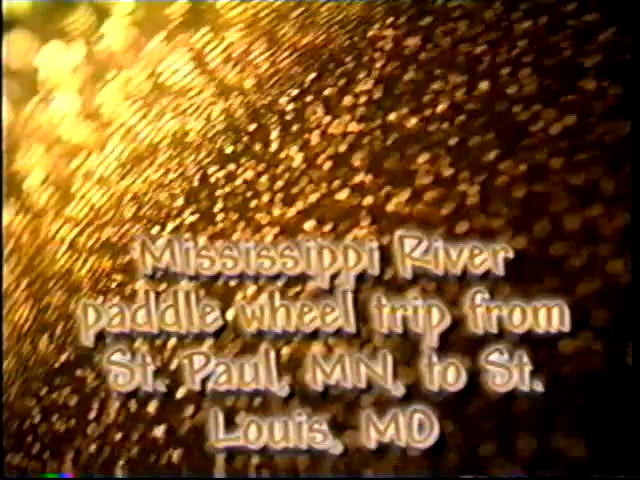 Mississippi River
paddle wheel trip from
St. Paul, MN, to St.
Louis, MO